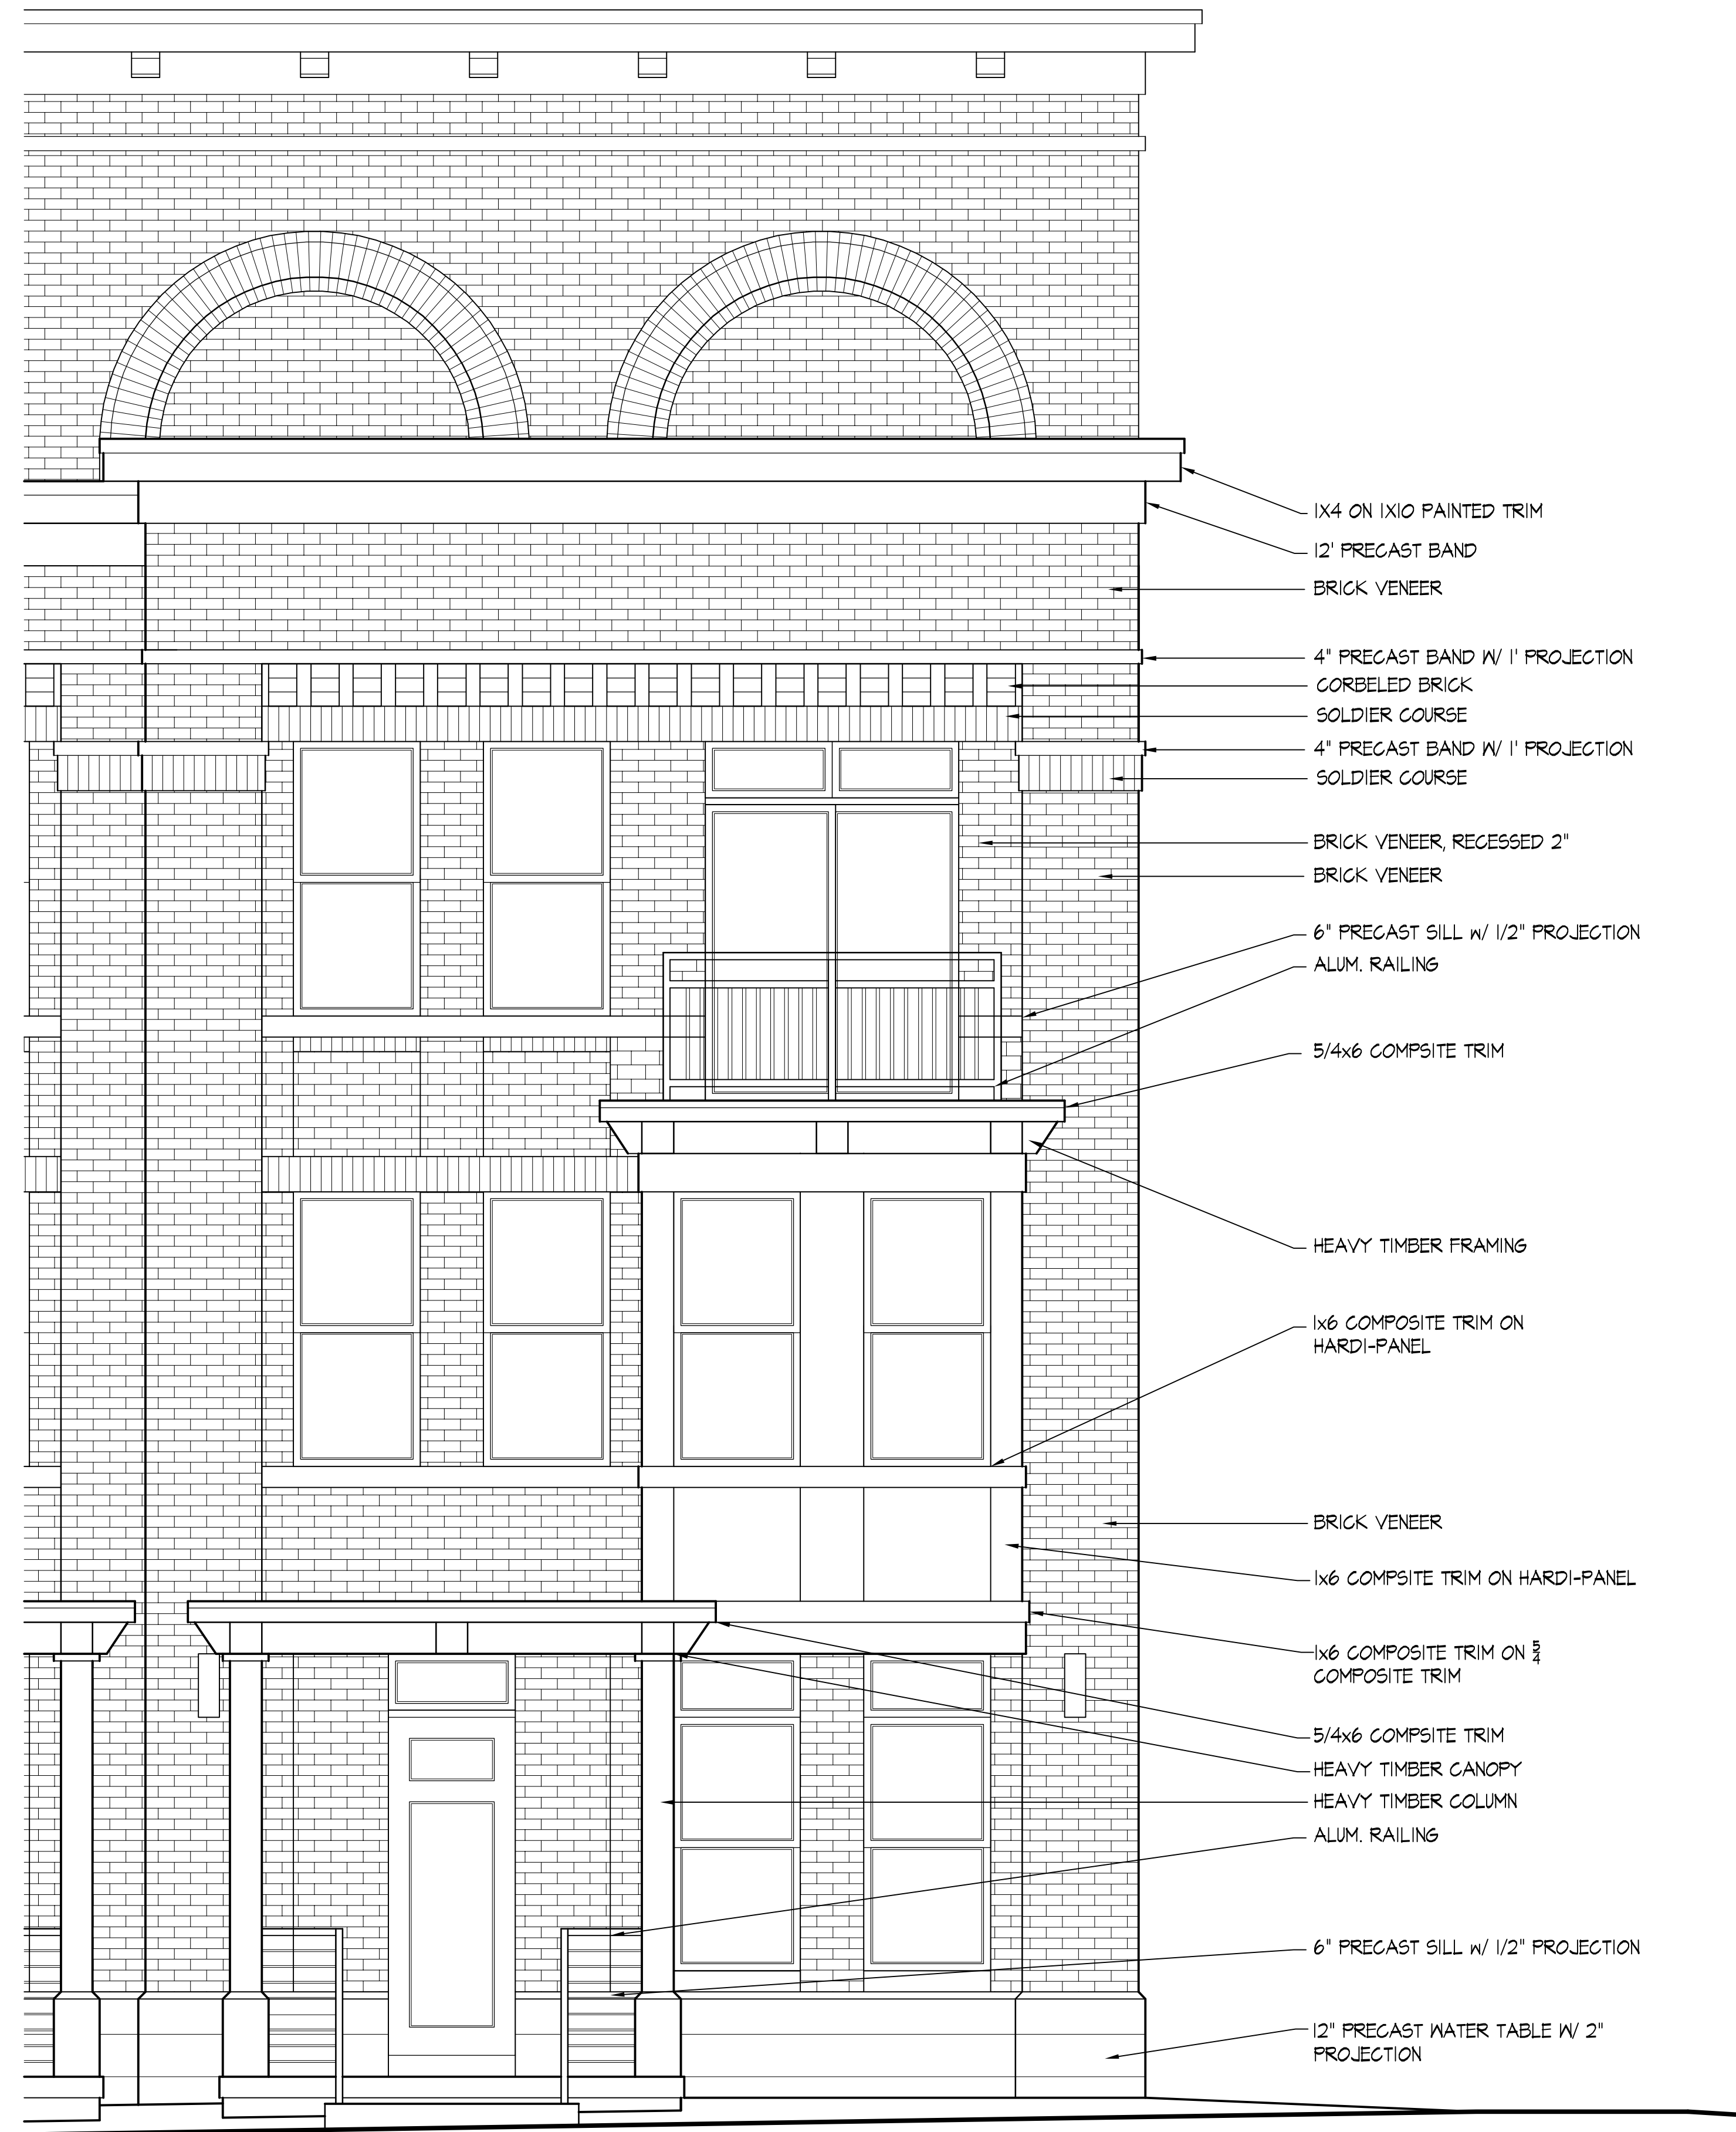 1X4 ON 1X10 PAINTED TRIM
12' PRECAST BAND
BRICK VENEER
4" PRECAST BAND W/ 1' PROJECTION
CORBELED BRICK
SOLDIER COURSE
4" PRECAST BAND W/ 1' PROJECTION
SOLDIER COURSE
BRICK VENEER, RECESSED 2"
BRICK VENEER
6" PRECAST SILL w/ 1/2" PROJECTION
ALUM. RAILING
5/4x6 COMPSITE TRIM
HEAVY TIMBER FRAMING
1x6 COMPOSITE TRIM ON
HARDI-PANEL
BRICK VENEER
1x6 COMPSITE TRIM ON HARDI-PANEL
1x6 COMPOSITE TRIM ON 5/4
COMPOSITE TRIM
5/4x6 COMPSITE TRIM
HEAVY TIMBER CANOPY
HEAVY TIMBER COLUMN
ALUM. RAILING
6" PRECAST SILL w/ 1/2" PROJECTION
12" PRECAST WATER TABLE W/ 2"
PROJECTION